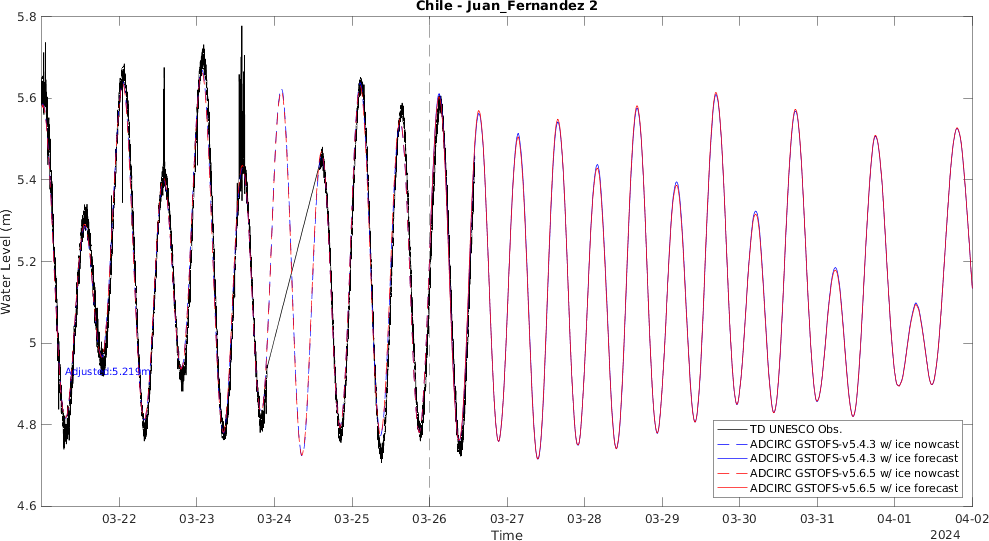 Chile - Juan_Fernandez 2
5.8
5.6
5.4
5.2
5
4.8
4.6
Water Level (m)
Adjusted:5.219m
TD UNESCO Obs.
ADCIRC GSTOFS-v5.4.3 w/ ice nowcast
ADCIRC GSTOFS-v5.4.3 w/ ice forecast
ADCIRC GSTOFS-v5.6.5 w/ ice nowcast
ADCIRC GSTOFS-v5.6.5 w/ ice forecast
03-22 03-23 03-24 03-25 03-26 03-27 03-28 03-29 03-30 03-31 04-01 04-02
Time
2024